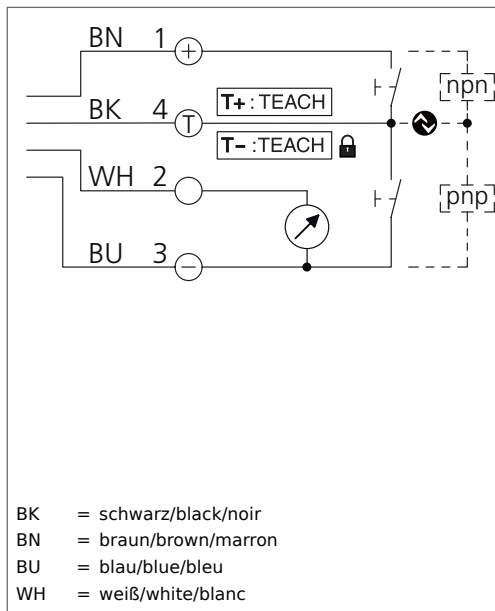 BN 1 +
npn
BK 4 T T+ : TEACH
T– :TEACH
WH 2
pnp
BU 3 –
BK = schwarz/black/noir
BN = braun/brown/marron
BU = blau/blue/bleu
WH = weiß/white/blanc